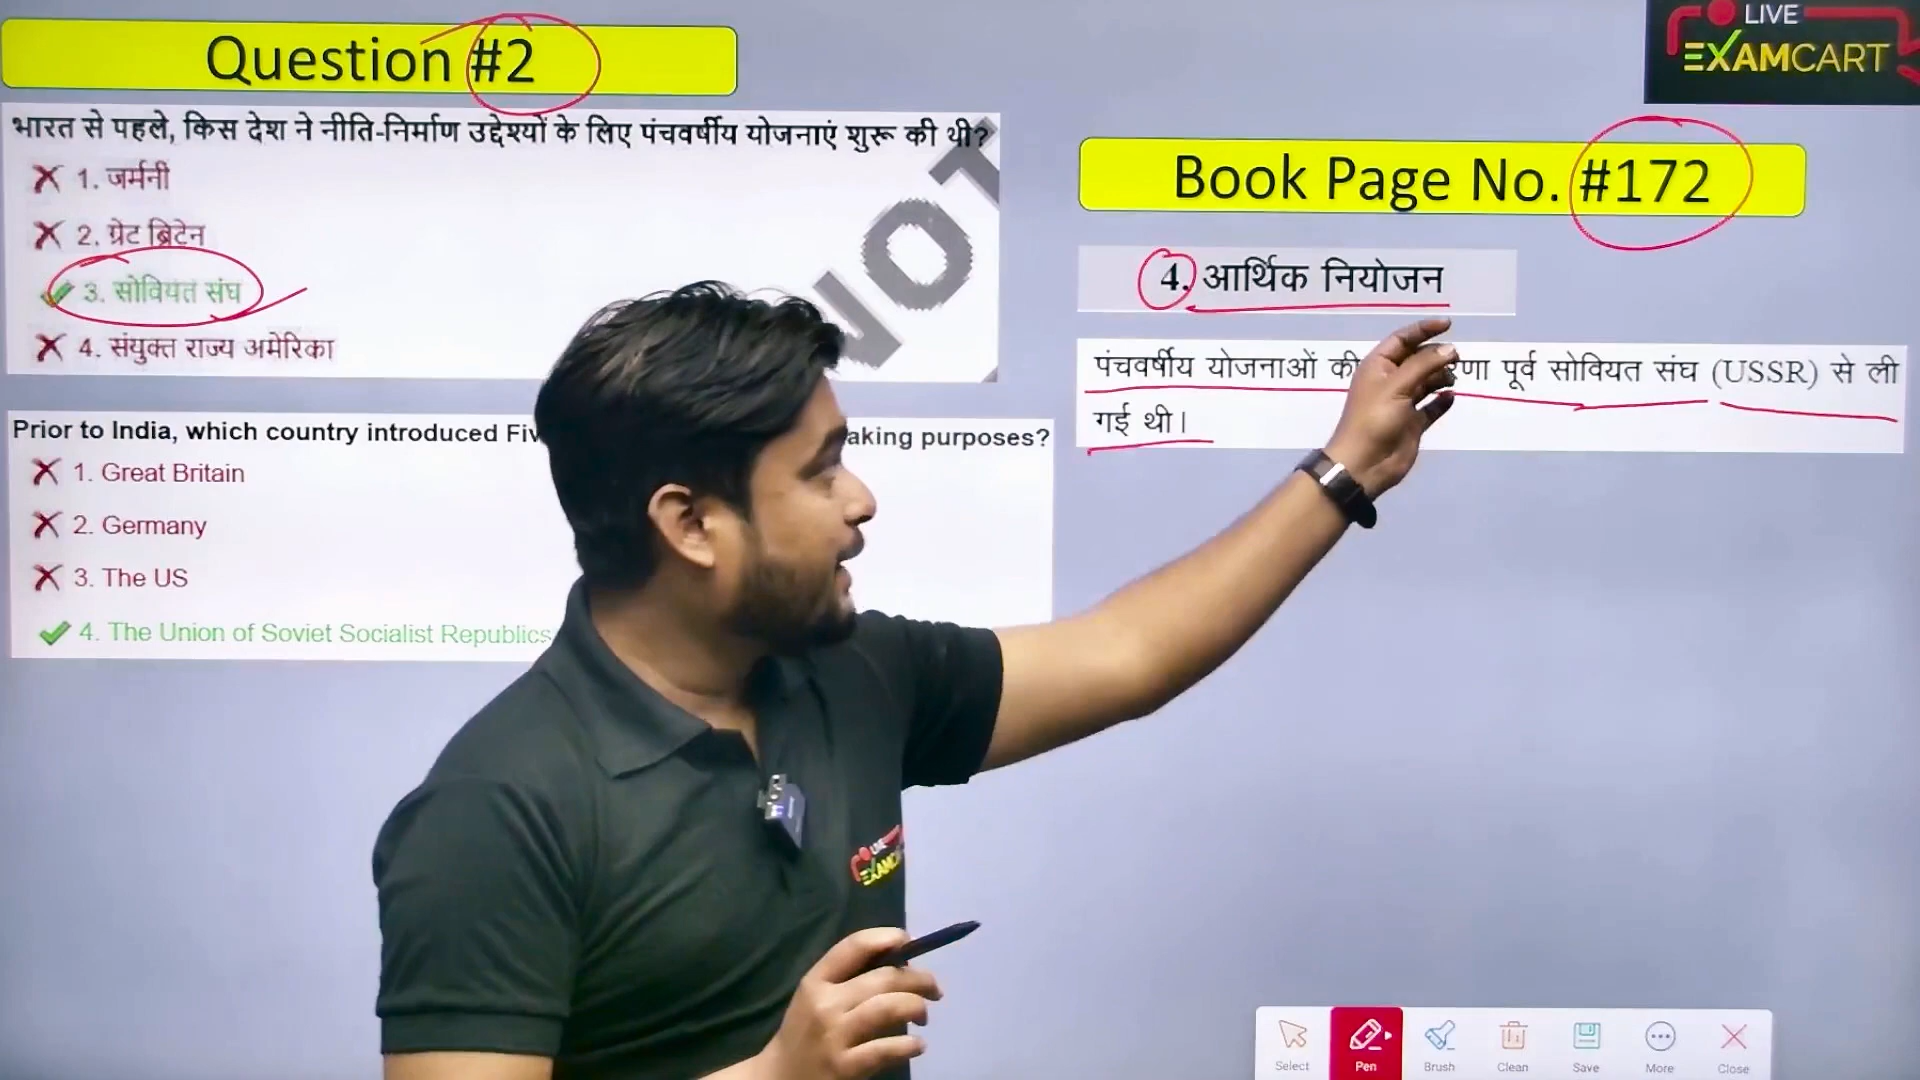 Question #2
भारत से पहले, किस देश ने नीति-निर्माण उद्देश्यों के लिए पंचवर्षीय योजनाएं शुरू की थी?
1. जर्मनी
2. ग्रेट ब्रिटेन
3. सोवियत संघ
4. संयुक्त राज्य अमेरिका
NOT
Prior to India, which country introduced aking purposes?
1. Great Britain
2. Germany
3. The US
4. The Union of Soviet Socialist Republics
LIVE
EXAMCART
Book Page No. #172
4. आर्थिक नियोजन
पंचवर्षीय योजनाओं की पूर्व सोवियत संघ (USSR) से ली
गई थी।
LIVE
Select Pen Brush Clean Save More Close